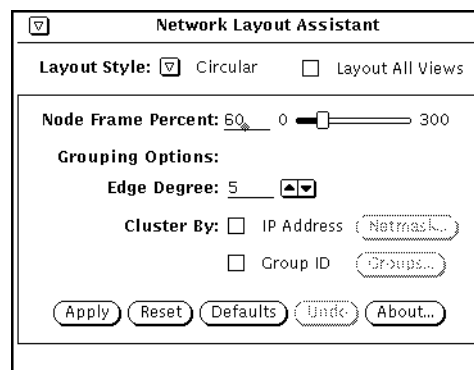 Network Layout Assistant
Layout Style: Circular Layout All Views
Node Frame Percent: 60 0 300
Grouping Options:
Edge Degree: 5
Cluster By: IP Address Netmask...
Group ID Groups...
Apply Reset Defaults Undo About...